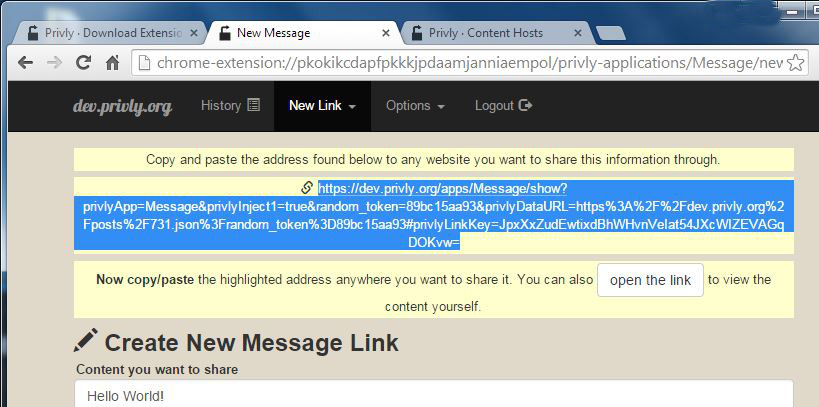 Privly · Download Extensio
New Message
Privly · Content Hosts
chrome-extension://pkokikcdapfpkkkjpdaamjanniaempol/privly-applications/Message/new
dev.privly.org
History
New Link
Options
Logout
Copy and paste the address found below to any website you want to share this information through.
https://dev.privly.org/apps/Message/show?
privlyApp=Message&privlyInject1=true&random_token=89bc15aa93&privlyDataURL=https%3A%2F%2Fdev.privly.org%2
Fposts%2F731.json%3Frandom_token%3D89bc15aa93#privlyLinkKey=JpxXxZudEwtixdBhWHvnVeIat54JXcWlZEVAGq
DOKvw=
Now copy/paste the highlighted address anywhere you want to share it. You can also open the link to view the
content yourself.
Create New Message Link
Content you want to share
Hello World!